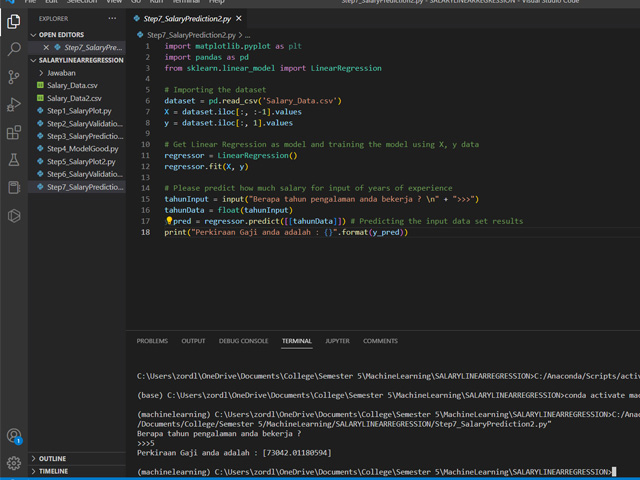 File Edit Selection View Go Run Terminal Help Step7_SalaryPrediction2.py - SALARYLINEARREGRESSION - Visual Studio Code
EXPLORER ...
OPEN EDITORS
Step7_SalaryPre...
SALARYLINEARREGRESSION
Jawaban
Salary_Data.csv
Salary_Data2.csv
Step1_SalaryPlot.py
Step2_SalaryValidation...
Step3_SalaryPrediction...
Step4_ModelGood.py
Step5_SalaryPlot2.py
Step6_SalaryValidation...
Step7_SalaryPredictio...
OUTLINE
TIMELINE
1
Step7_SalaryPrediction2.py
Step7_SalaryPrediction2.py > ...
1 import matplotlib.pyplot as plt
2 import pandas as pd
3 from sklearn.linear_model import LinearRegression
4
5 # Importing the dataset
6 dataset = pd.read_csv('Salary_Data.csv')
7 X = dataset.iloc[:, :-1].values
8 y = dataset.iloc[:, 1].values
9
10 # Get Linear Regression as model and training the model using X, y data
11 regressor = LinearRegression()
12 regressor.fit(X, y)
13
14 # Please predict how much salary for input of years of experience
15 tahunInput = input("Berapa tahun pengalaman anda bekerja ? \n" + ">>>")
16 tahunData = float(tahunInput)
17 _pred = regressor.predict([[tahunData]]) # Predicting the input data set results
18 print("Perkiraan Gaji anda adalah : {}".format(y_pred))
PROBLEMS OUTPUT DEBUG CONSOLE TERMINAL JUPYTER COMMENTS
C:\Users\zordl\OneDrive\Documents\College\Semester 5\MachineLearning\SALARYLINEARREGRESSION>C:/Anaconda/Scripts/activ
(base) C:\Users\zordl\OneDrive\Documents\College\Semester 5\MachineLearning\SALARYLINEARREGRESSION>conda activate mac
(machinelearning) C:\Users\zordl\OneDrive\Documents\College\Semester 5\MachineLearning\SALARYLINEARREGRESSION>C:/Anac
/Documents/College/Semester 5/MachineLearning/SALARYLINEARREGRESSION/Step7_SalaryPrediction2.py"
Berapa tahun pengalaman anda bekerja ?
>>>5
Perkiraan Gaji anda adalah : [73042.01180594]
(machinelearning) C:\Users\zordl\OneDrive\Documents\College\Semester 5\MachineLearning\SALARYLINEARREGRESSION>